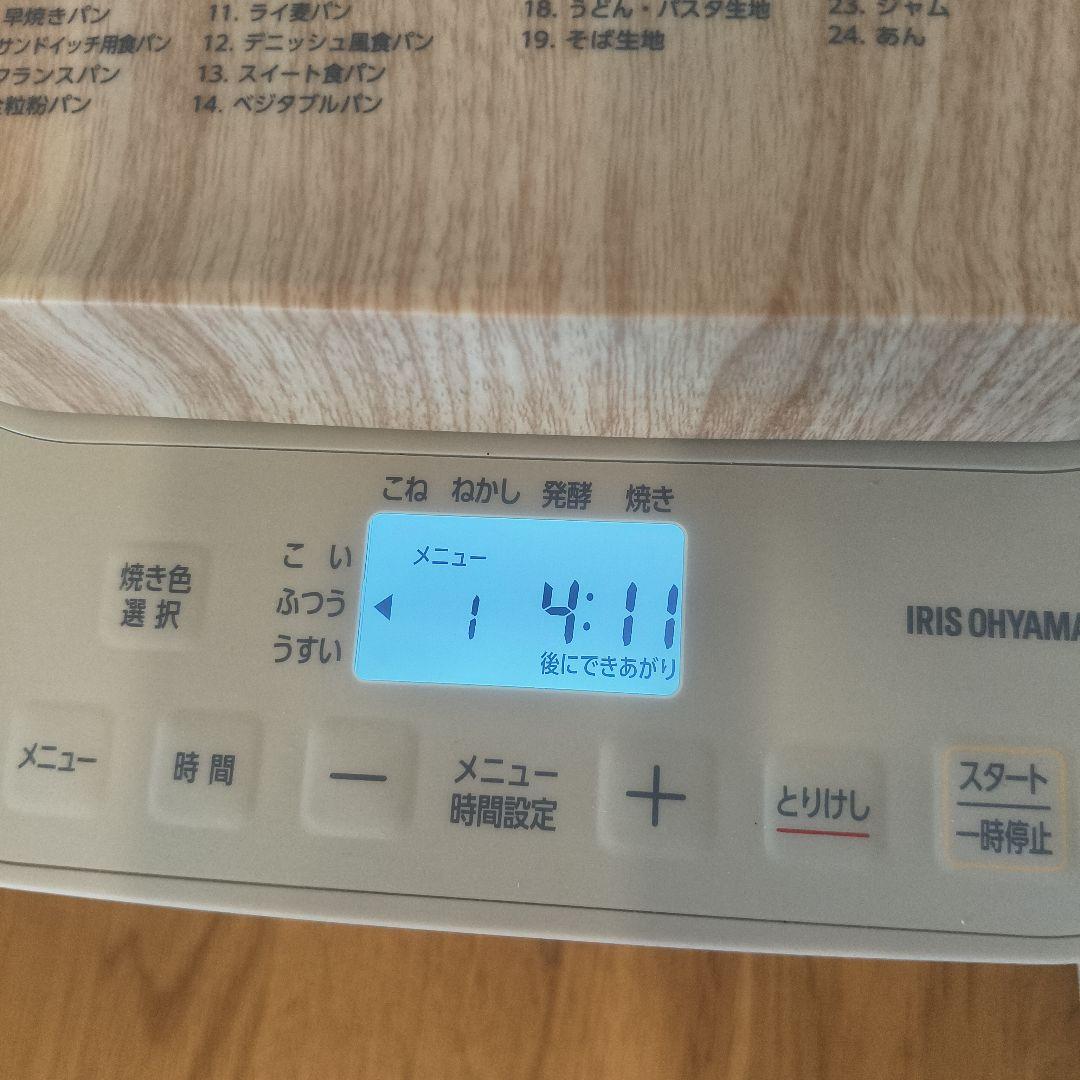 早焼きパン
サンドイッチ用食パン
フランスパン
粒粉パン
11. ライ麦パン
12. デニッシュ風食パン
13. スイート食パン
14. ベジタブルパン
18. うどん・パスタ生地
19. そば生地
23. ジャム
24. あん
こね ねかし 発酵 焼き
こい
ふつう
うすい
メニュー
1 4:11
後にできあがり
焼き色
選択
IRIS OHYAMA
メニュー
時間
－
メニュー
時間設定
＋
とりけし
スタート
一時停止